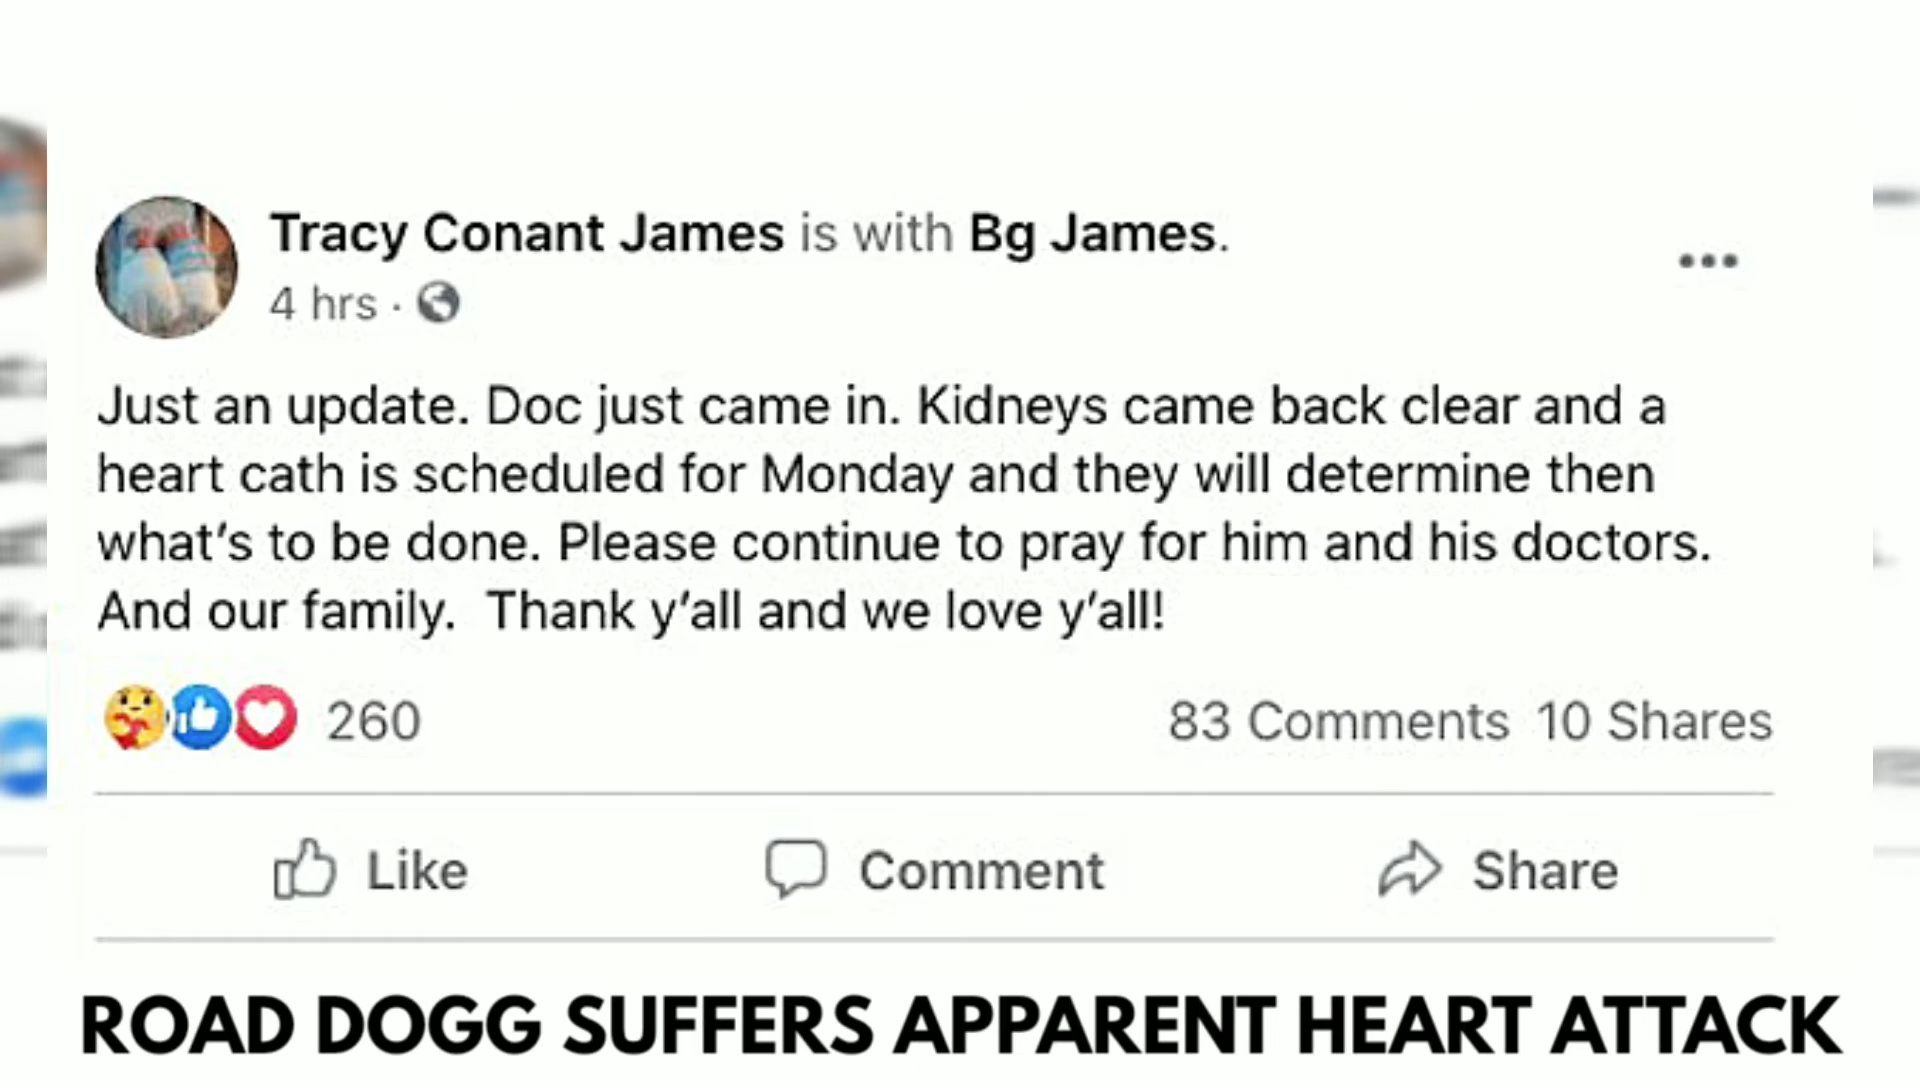 Tracy Conant James is with Bg James.
4 hrs ·
Just an update. Doc just came in. Kidneys came back clear and a
heart cath is scheduled for Monday and they will determine then
what's to be done. Please continue to pray for him and his doctors.
And our family.  Thank y'all and we love y'all!
260 83 Comments 10 Shares
Like Comment Share
ROAD DOGG SUFFERS APPARENT HEART ATTACK